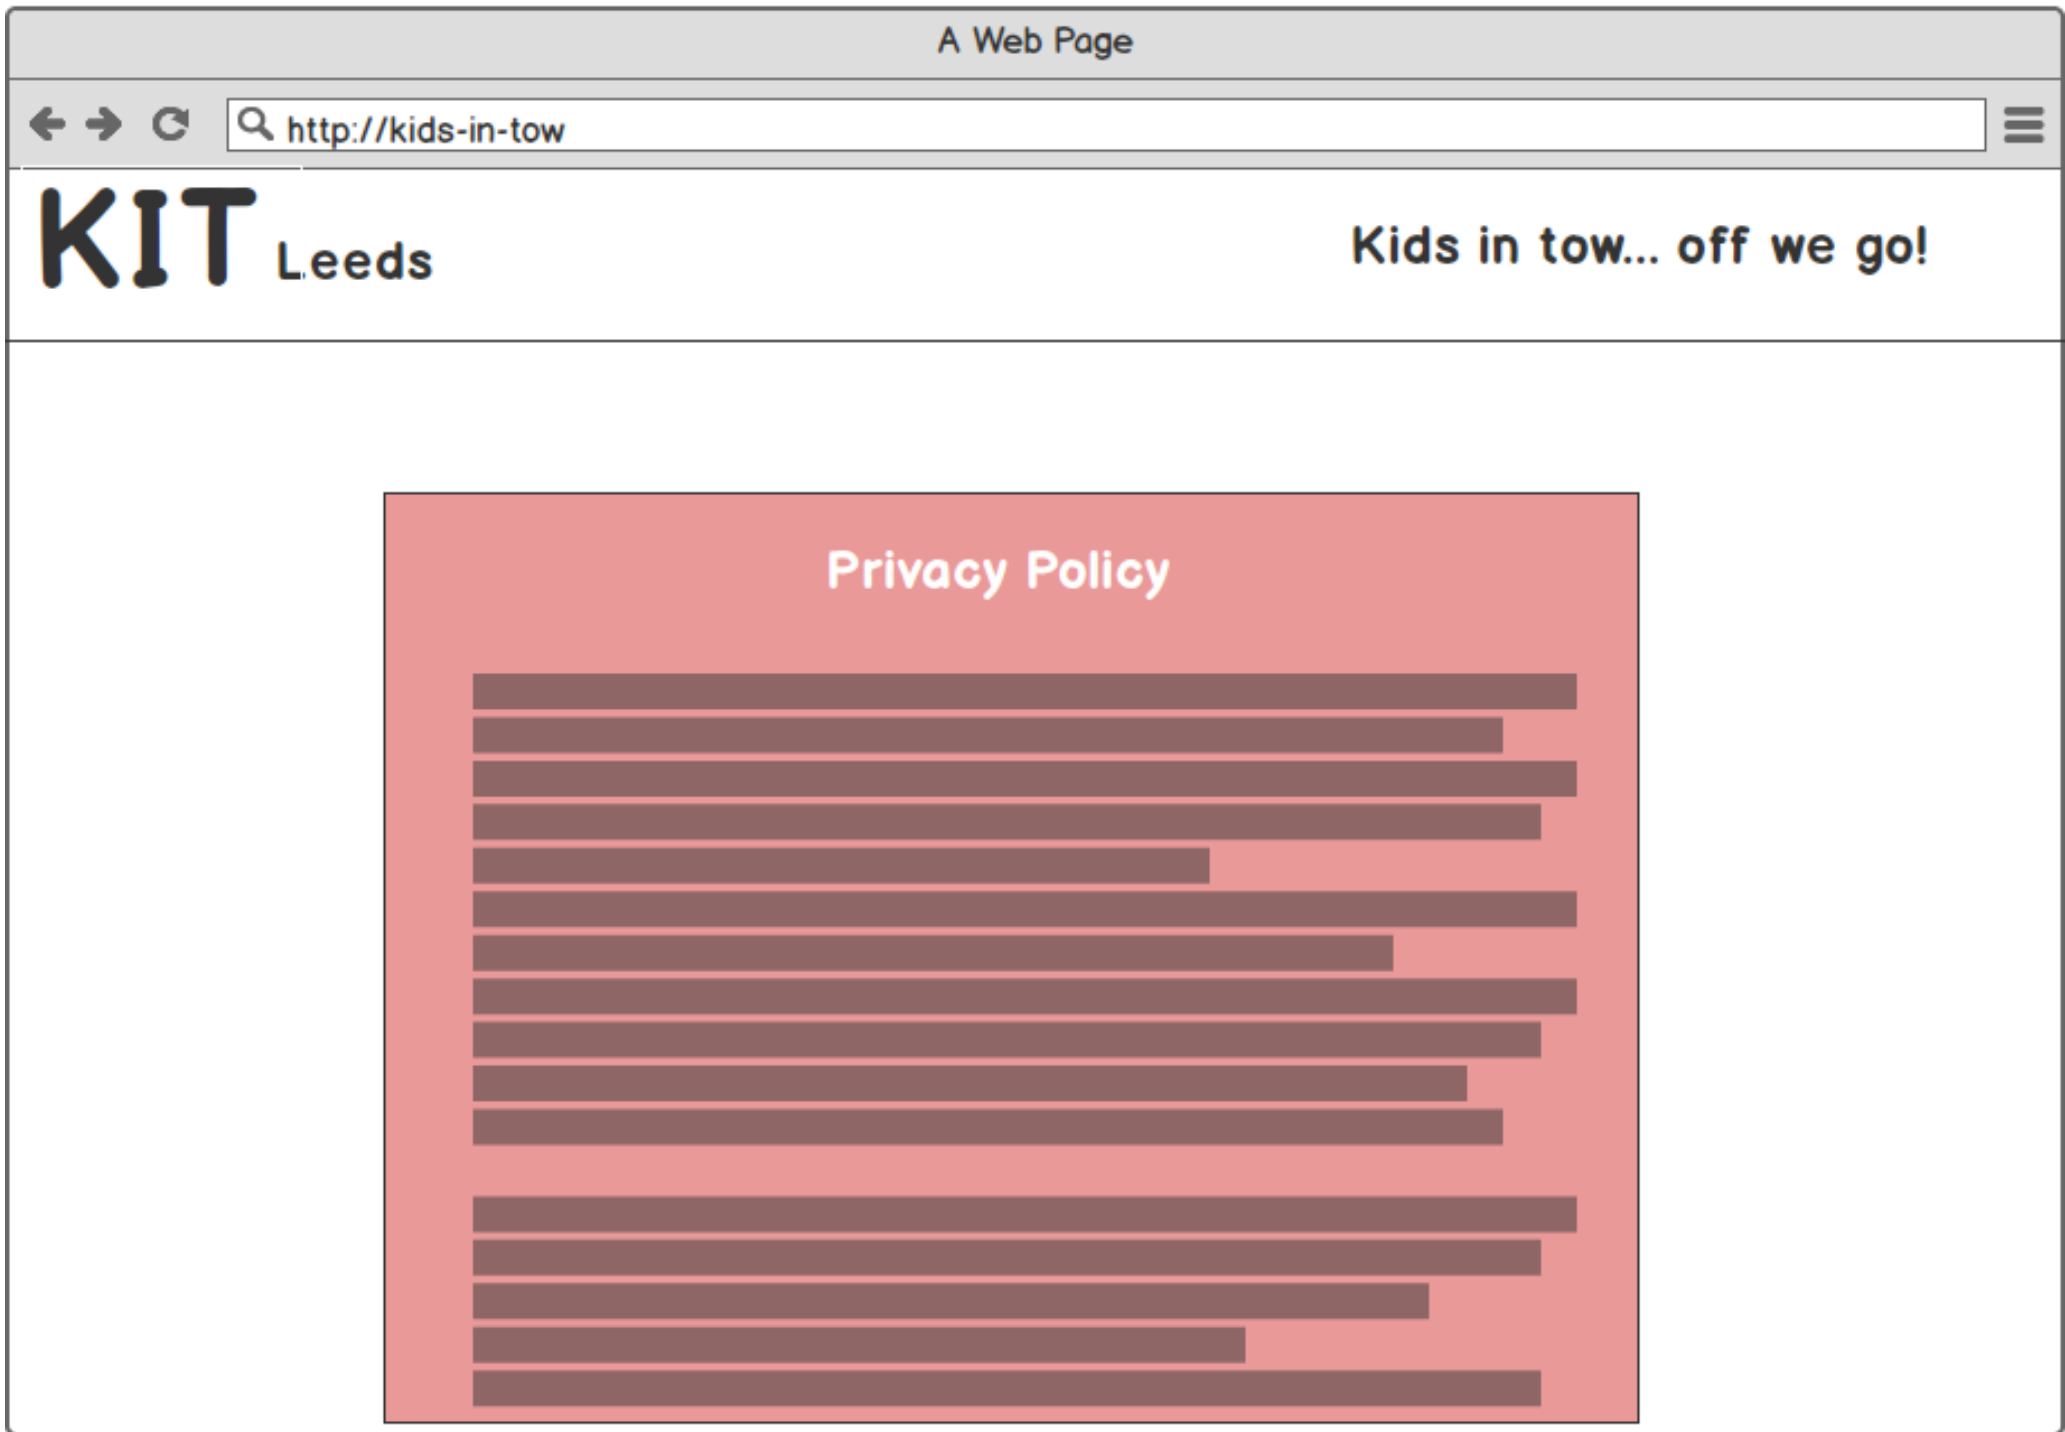 A Web Page
http://kids-in-tow
KIT Leeds
Kids in tow... off we go!
Privacy Policy